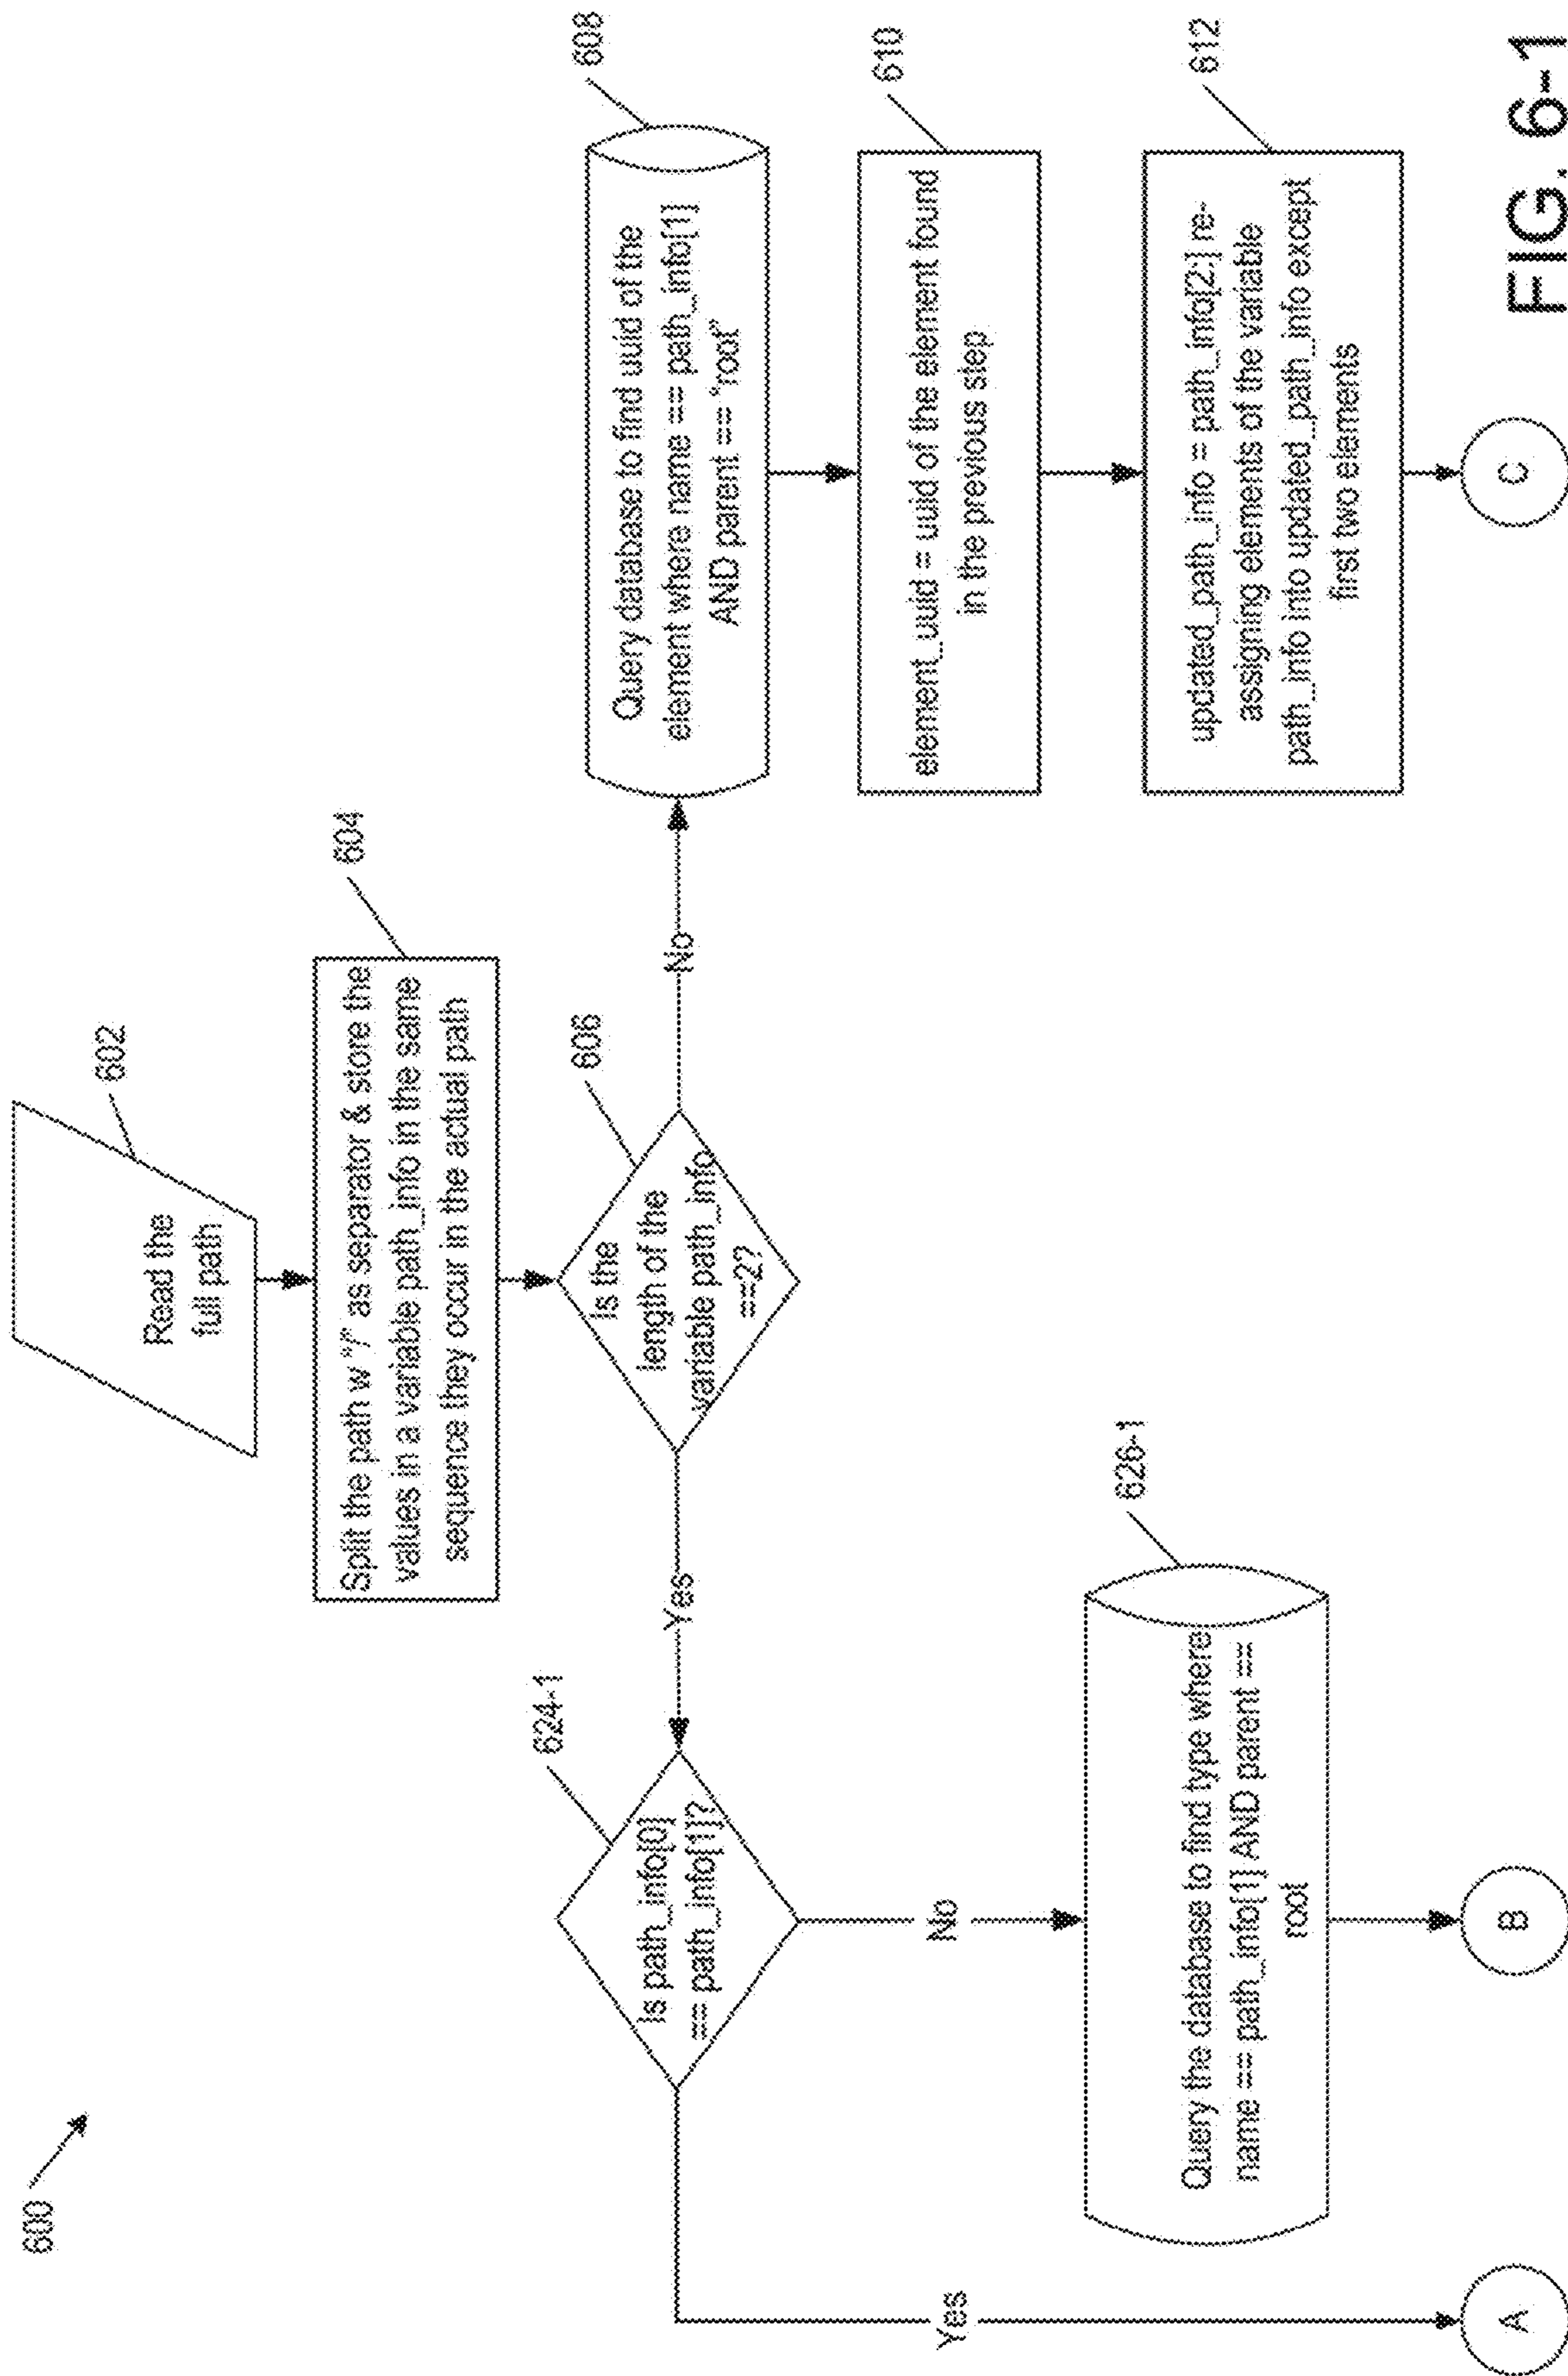 600
602
Read the
full path
604
Split the path w "/" as separator & store the
values in a variable path_info in the same
sequence they occur in the actual path
606
Is the
length of the
variable path_info
==2?
Yes
No
624-1
Is path_info[0]
== path_info[1]?
Yes
No
626-1
Query the database to find type where
name == path_info[1] AND parent ==
root
608
Query database to find uuid of the
element where name == path_info[1]
AND parent == "root"
610
element_uuid = uuid of the element found
in the previous step
612
updated_path_info = path_info[2:] re-
assigning elements of the variable
path_info into updated_path_info except
first two elements
A
B
C
FIG. 6-1